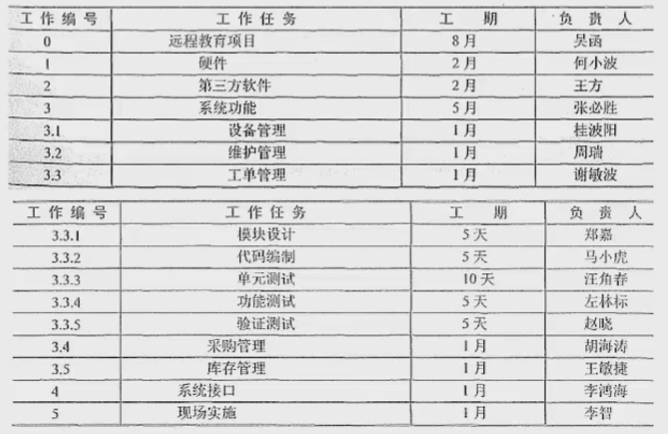 工作编号 工作任务 工期 负责人
0 远程教育项目 8月 吴函
1 硬件 2月 何小波
2 第三方软件 2月 王方
3 系统功能 5月 张必胜
3.1 设备管理 1月 桂波阳
3.2 维护管理 1月 周瑞
3.3 工单管理 1月 谢敏波
工作编号 工作任务 工期 负责人
3.3.1 模块设计 5天 郑嘉
3.3.2 代码编制 5天 马小虎
3.3.3 单元测试 10天 汪角春
3.3.4 功能测试 5天 左林标
3.3.5 验证测试 5天 赵晓
3.4 采购管理 1月 胡海涛
3.5 库存管理 1月 王敏捷
4 系统接口 1月 李鸿海
5 现场实施 1月 李智